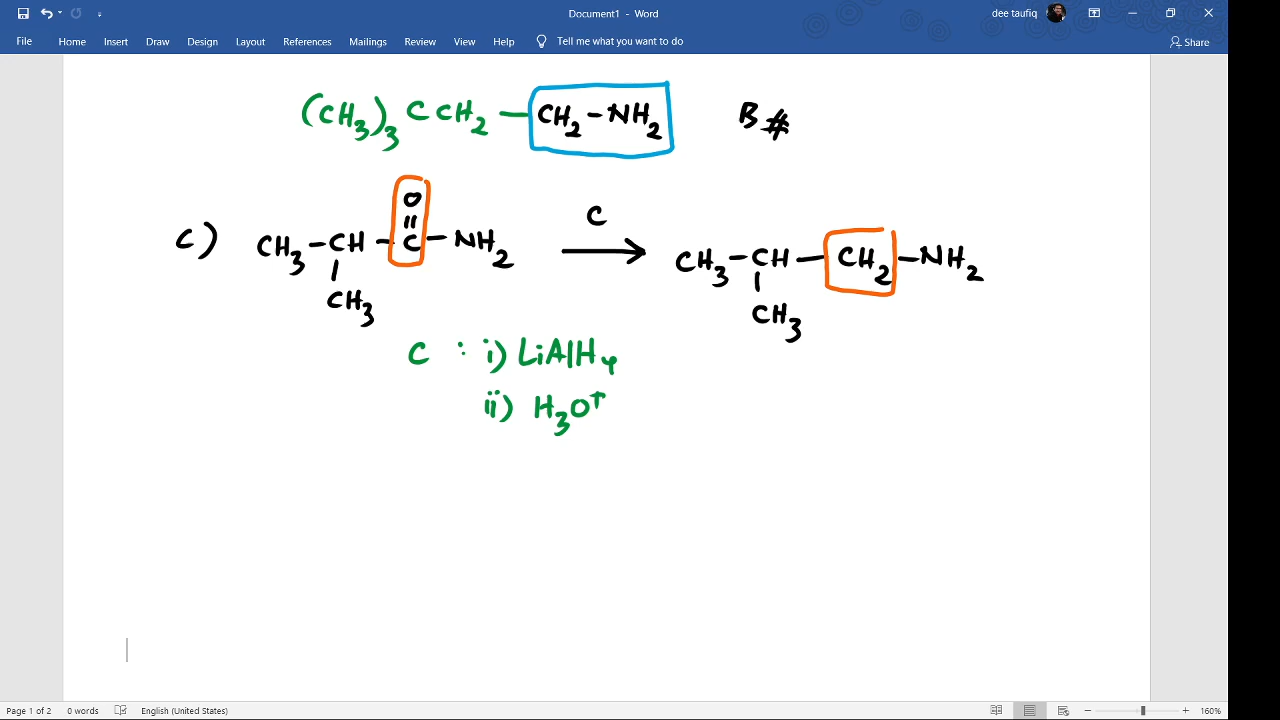 Document1 - Word
dee taufiq
File Home Insert Draw Design Layout References Mailings Review View Help Tell me what you want to do Share
(CH3)3 C CH2 — CH2 - NH2 B #
O
||
C) CH3 - CH - C - NH2 C → CH3 - CH - CH2 - NH2
|
CH3
|
CH3
C : i) LiAlH4
ii) H3O+
Page 1 of 2 0 words English (United States) 160%